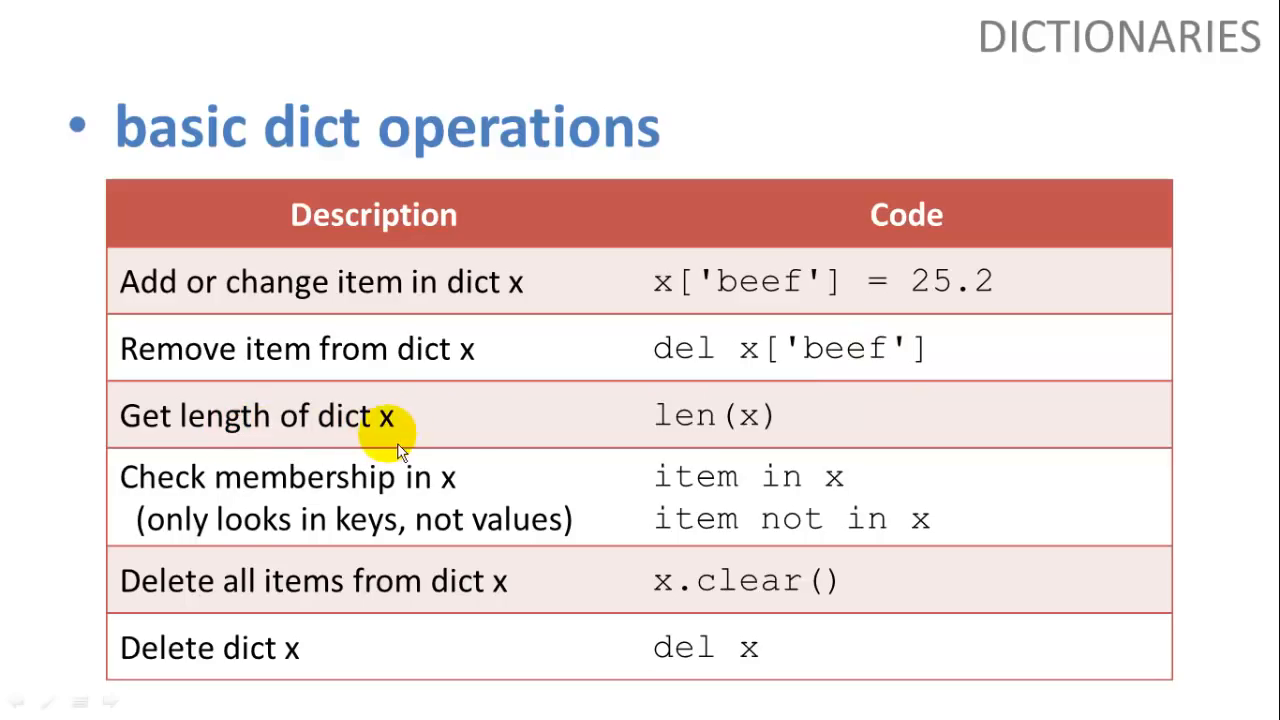 DICTIONARIES
• basic dict operations
Description Code
Add or change item in dict x x['beef'] = 25.2
Remove item from dict x del x['beef']
Get length of dict x len(x)
Check membership in x item in x
(only looks in keys, not values) item not in x
Delete all items from dict x x.clear()
Delete dict x del x